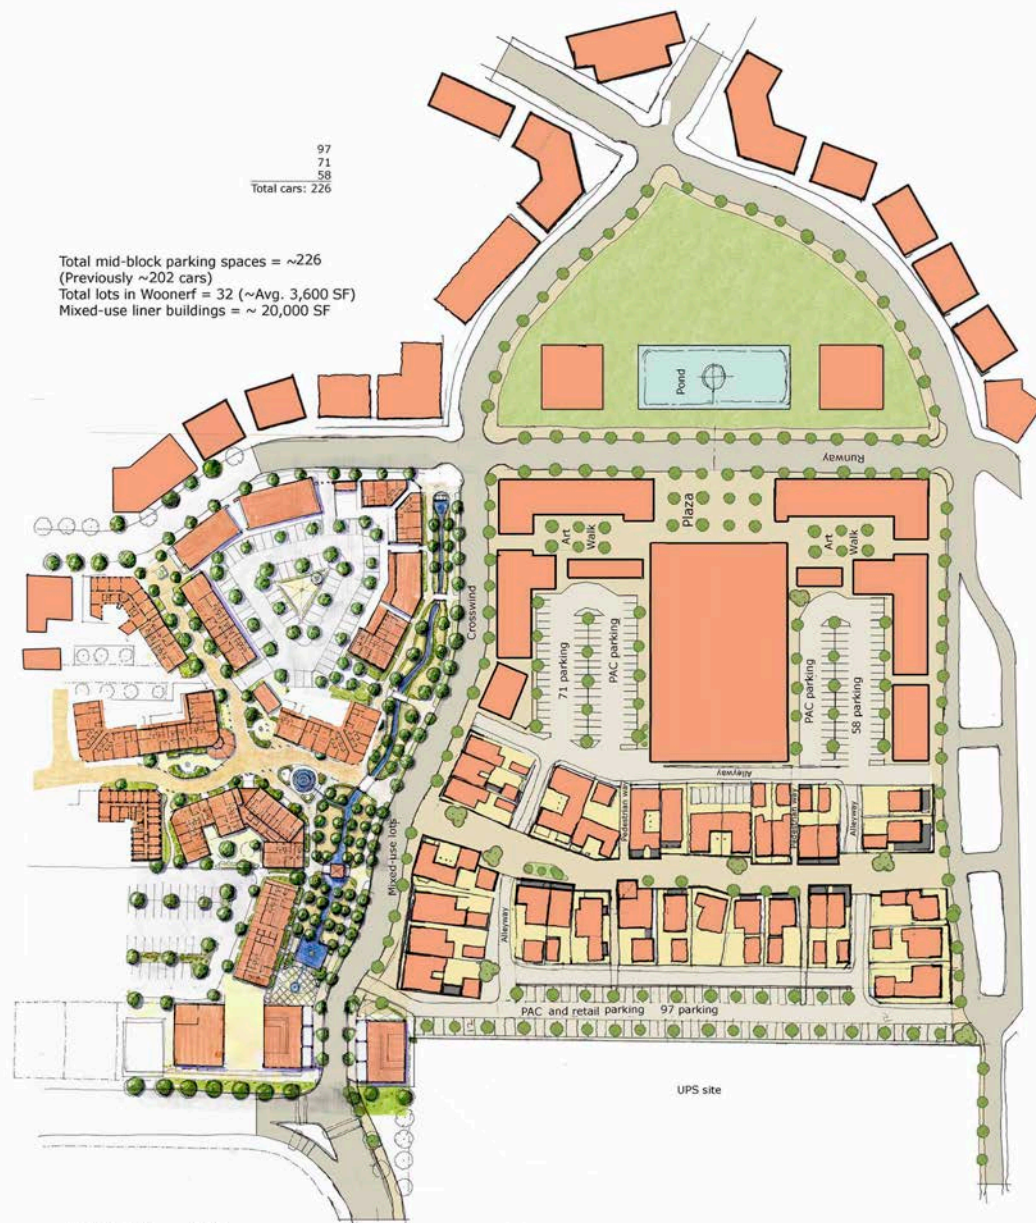 97
71
58
Total cars: 226
Total mid-block parking spaces = ~226
(Previously ~202 cars)
Total lots in Woonerf = 32 (~Avg. 3,600 SF)
Mixed-use liner buildings = ~ 20,000 SF
Pond
Runway
Plaza
Art
Walk
Art
Walk
Crosswind
71 parking
PAC parking
PAC parking
58 parking
Alleyway
Pedestrian way
Pedestrian way
Alleyway
Mixed-use lots
Alleyway
PAC and retail parking 97 parking
UPS site